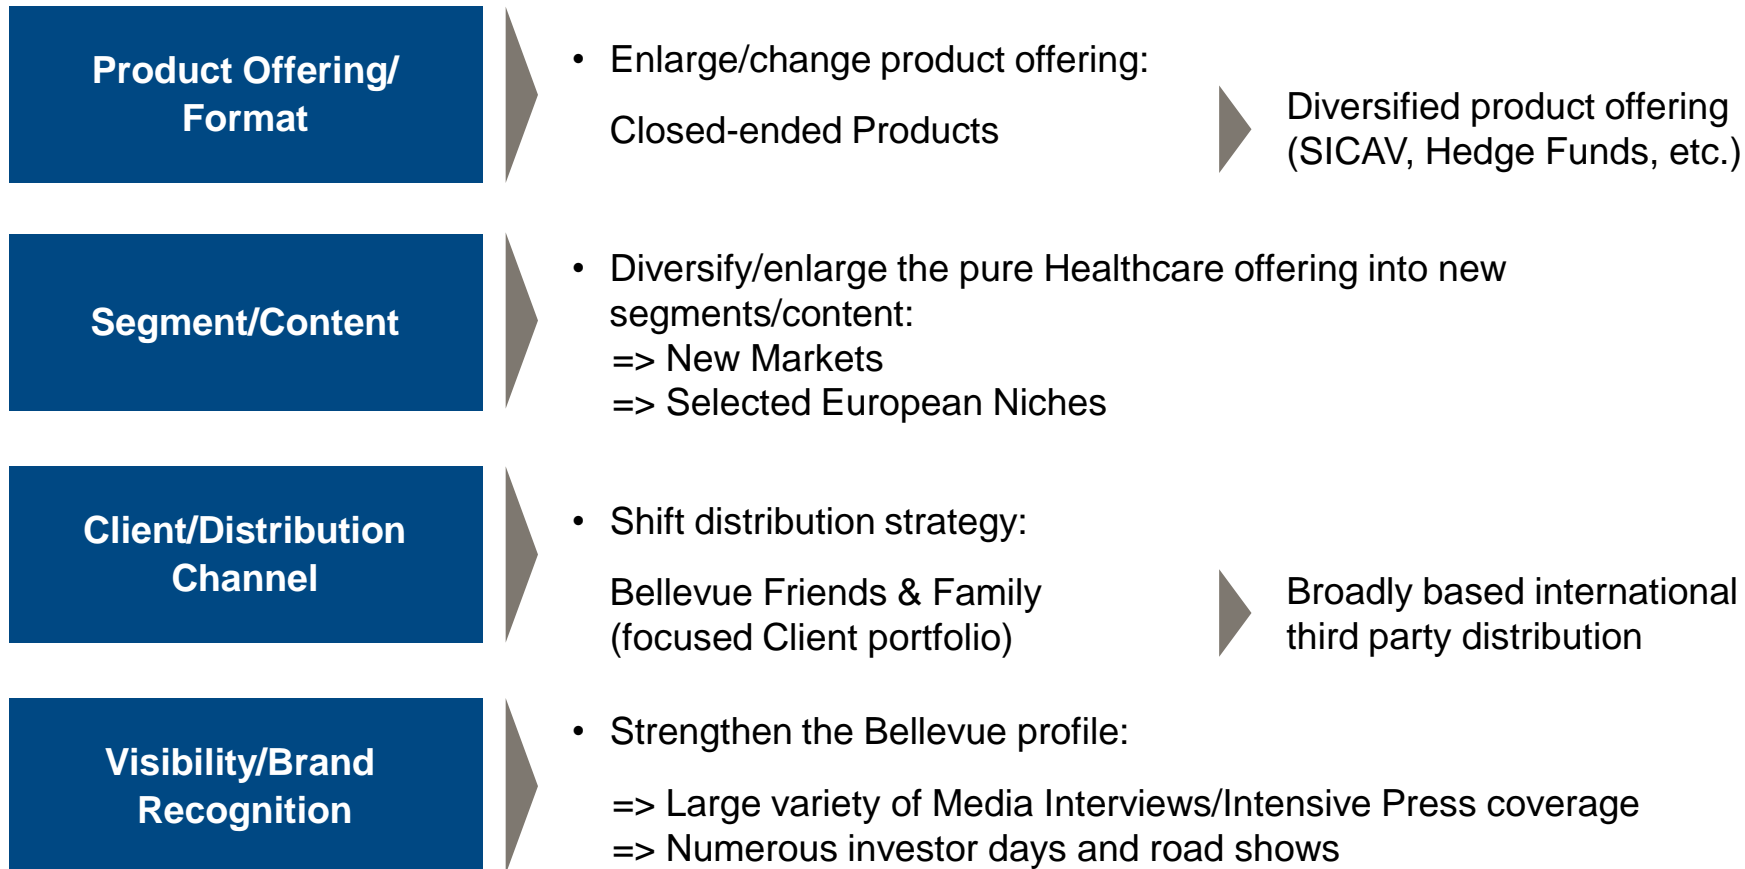 Product Offering/
Format
• Enlarge/change product offering:
Closed-ended Products
Diversified product offering
(SICAV, Hedge Funds, etc.)
Segment/Content
• Diversify/enlarge the pure Healthcare offering into new
segments/content:
=> New Markets
=> Selected European Niches
Client/Distribution
Channel
• Shift distribution strategy:
Bellevue Friends & Family
(focused Client portfolio)
Broadly based international
third party distribution
Visibility/Brand
Recognition
• Strengthen the Bellevue profile:
=> Large variety of Media Interviews/Intensive Press coverage
=> Numerous investor days and road shows